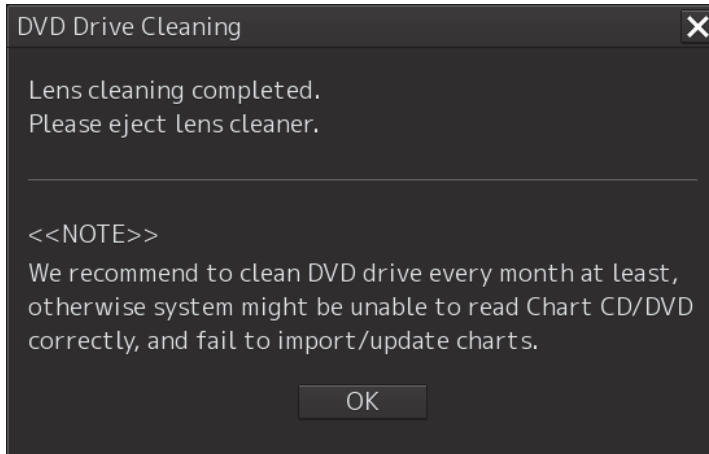 DVD Drive Cleaning
Lens cleaning completed.
Please eject lens cleaner.
<<NOTE>>
We recommend to clean DVD drive every month at least,
otherwise system might be unable to read Chart CD/DVD
correctly, and fail to import/update charts.
OK